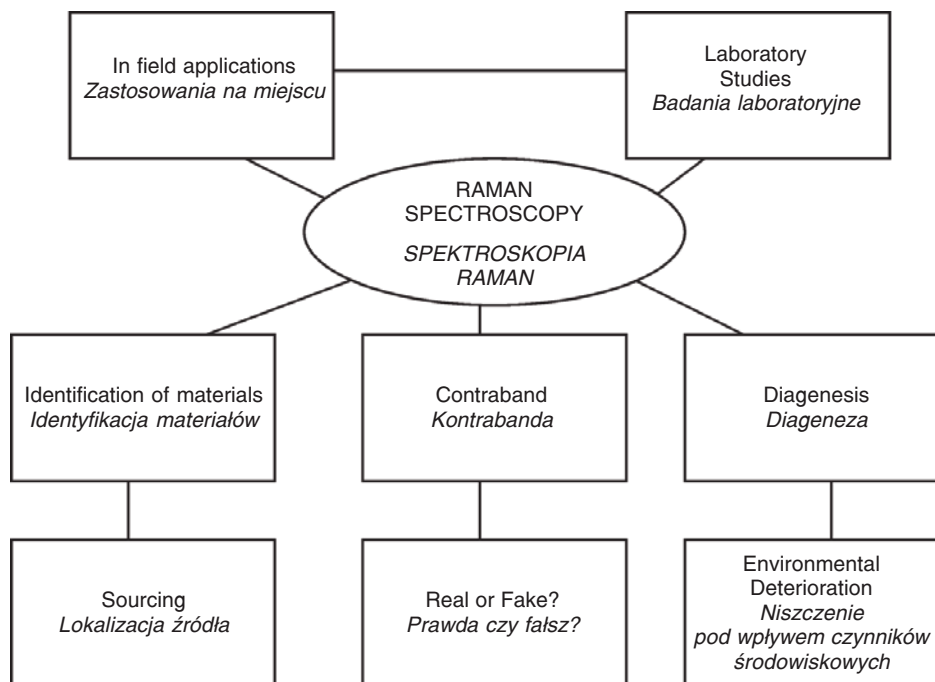 In field applications
Zastosowania na miejscu
Laboratory
Studies
Badania laboratoryjne
RAMAN
SPECTROSCOPY
SPEKTROSKOPIA
RAMAN
Identification of materials
Identyfikacja materiałów
Contraband
Kontrabanda
Diagenesis
Diageneza
Sourcing
Lokalizacja źródła
Real or Fake?
Prawda czy fałsz?
Environmental
Deterioration
Niszczenie
pod wpływem czynników
środowiskowych